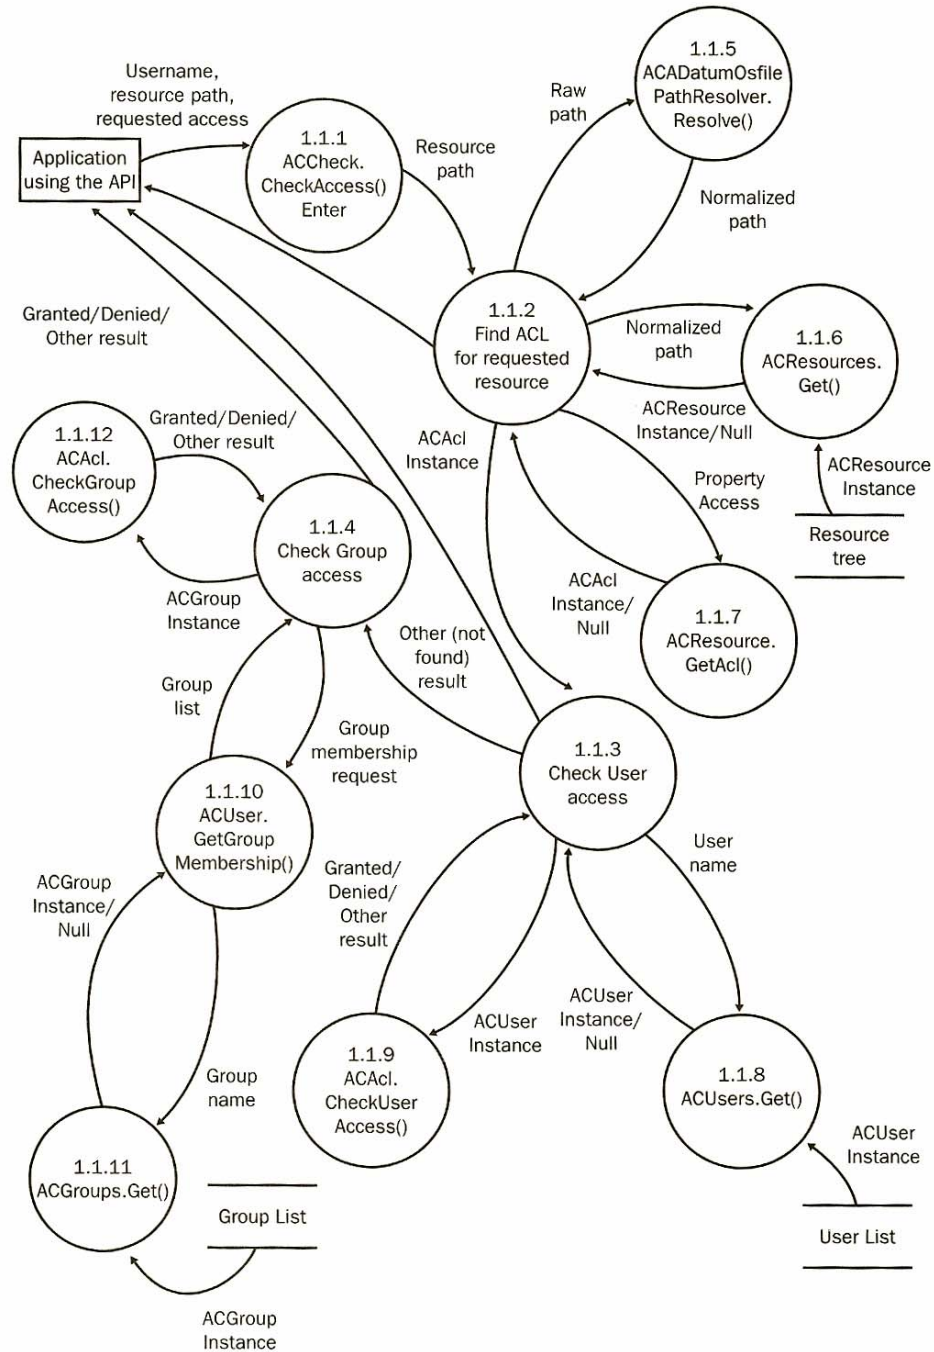 Username,
resource path,
requested access
Application
using the API
1.1.1
ACCheck.
CheckAccess()
Enter
Resource
path
Raw
path
1.1.5
ACADatumOsfile
PathResolver.
Resolve()
Normalized
path
Granted/Denied/
Other result
1.1.2
Find ACL
for requested
resource
Normalized
path
1.1.6
ACResources.
Get()
ACResource
Instance/Null
ACResource
Instance
Resource
tree
1.1.12
ACAcl.
CheckGroup
Access()
Granted/Denied/
Other result
ACAcl
Instance
Property
Access
1.1.4
Check Group
access
ACGroup
Instance
ACAcl
Instance/
Null
1.1.7
ACResource.
GetAcl()
Other (not
found)
result
Group
list
Group
membership
request
1.1.3
Check User
access
1.1.10
ACUser.
GetGroup
Membership()
User
name
Granted/
Denied/
Other
result
ACGroup
Instance/
Null
ACUser
Instance
ACUser
Instance/
Null
1.1.9
ACAcl.
CheckUser
Access()
1.1.8
ACUsers.Get()
Group
name
ACUser
Instance
1.1.11
ACGroups.Get()
Group List
User List
ACGroup
Instance